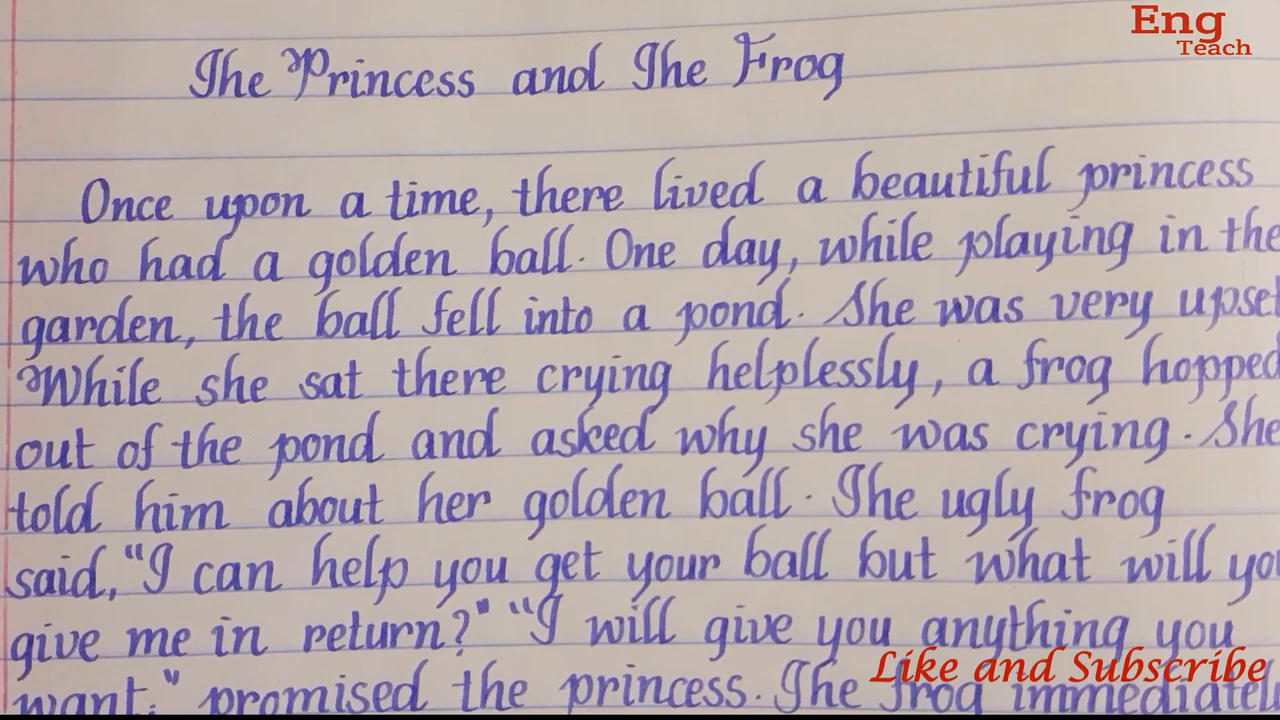 Eng
Teach
The Princess and The Frog
Once upon a time, there lived a beautiful princess
who had a golden ball. One day, while playing in the
garden, the ball fell into a pond. She was very upset
While she sat there crying helplessly, a frog hopped
out of the pond and asked why she was crying. She
told him about her golden ball. The ugly frog
said, "I can help you get your ball but what will yo
give me in return?" "I will give you anything you
Like and Subscribe
want." promised the princess. The frog immediatel